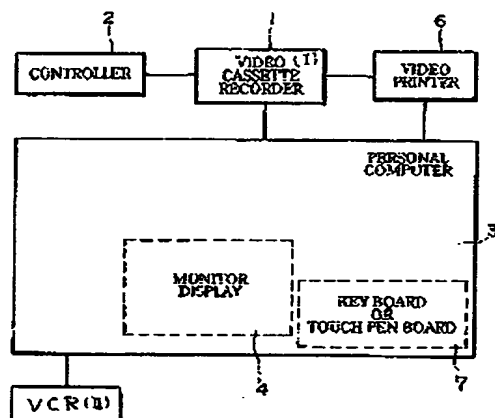 2
1
6
CONTROLLER
VIDEO (I)
CASSETTE
RECORDER
VIDEO
PRINTER
PERSONAL
COMPUTER
3
MONITOR
DISPLAY
KEY BOARD
OR
TOUCH PEN BOARD
4
7
VCR(II)